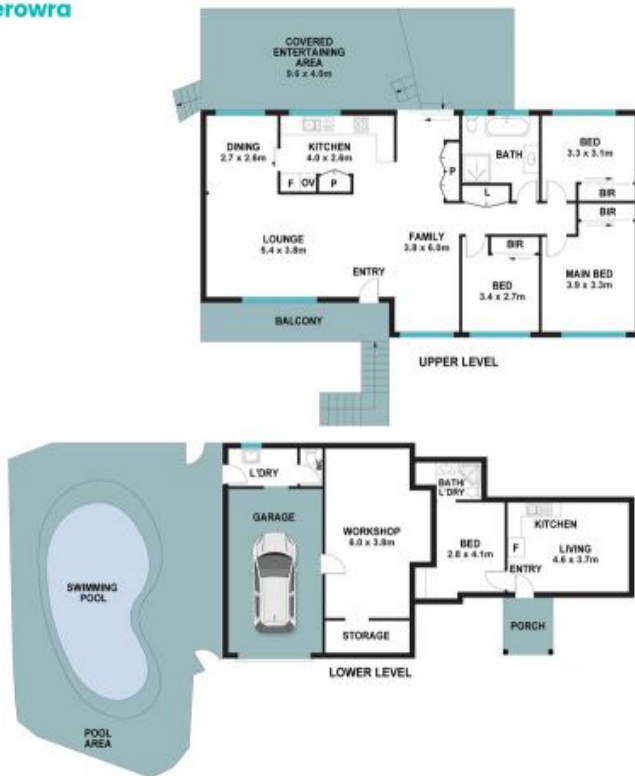 erowra
COVERED
ENTERTAINING
AREA
9.6 x 4.0m
DINING
2.7 x 2.6m
KITCHEN
4.0 x 2.6m
F
OV
P
P
BATH
L
BED
3.3 x 3.1m
BIR
BIR
LOUNGE
5.4 x 3.8m
FAMILY
3.8 x 6.0m
BIR
ENTRY
BED
3.4 x 2.7m
MAIN BED
3.9 x 3.3m
BALCONY
UPPER LEVEL
L'DRY
WC
GARAGE
WORKSHOP
6.0 x 3.8m
STORAGE
BATH/
L'DRY
BED
2.8 x 4.1m
KITCHEN
F
LIVING
4.6 x 3.7m
ENTRY
PORCH
SWIMMING
POOL
LOWER LEVEL
POOL
AREA